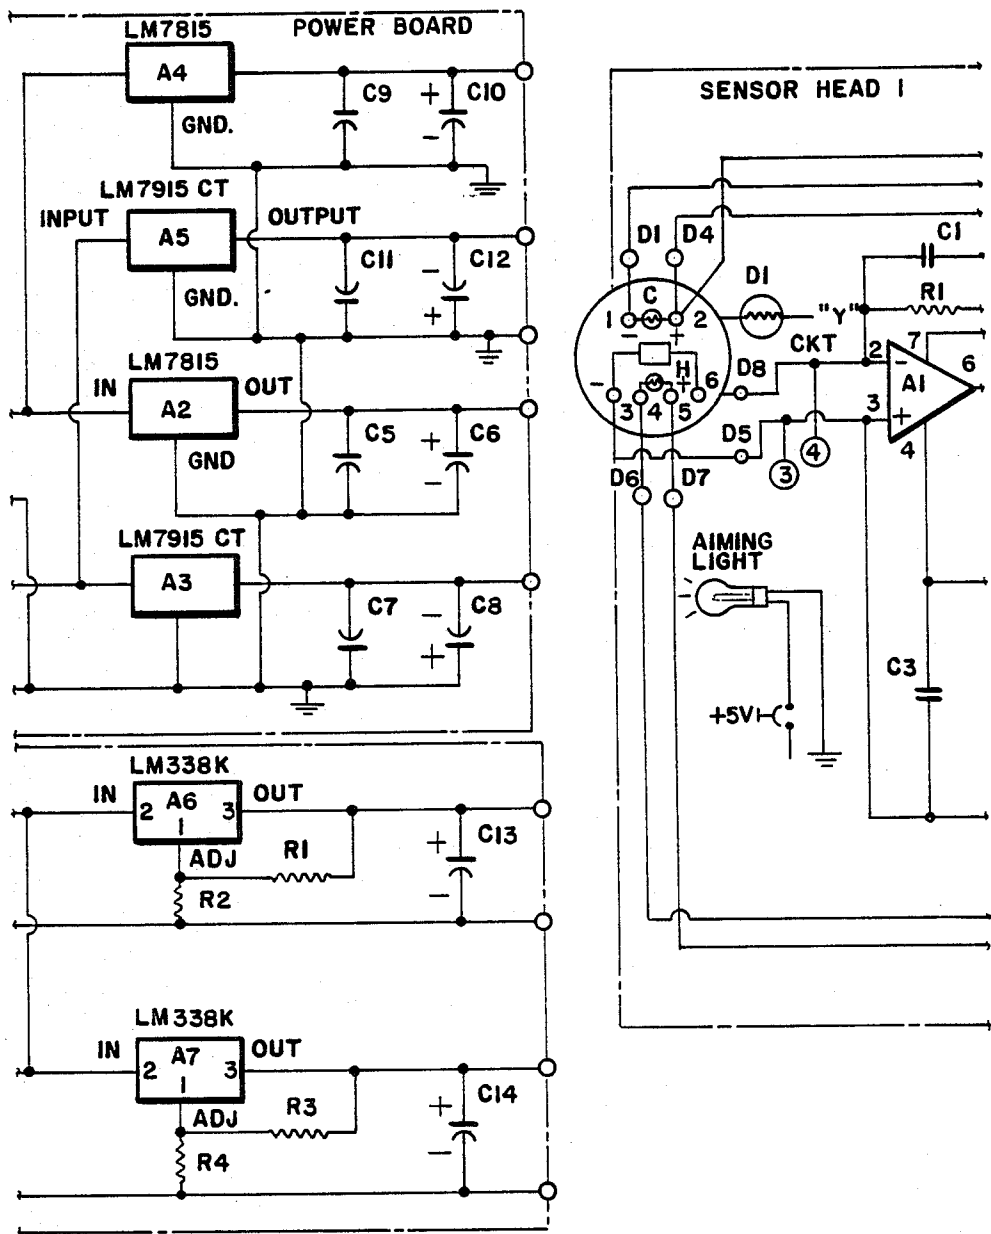 LM7815
POWER BOARD
A4
C9
+
C10
GND.
−
LM7915 CT
INPUT
A5
OUTPUT
C11
−
C12
GND.
+
LM7815
IN
A2
OUT
C5
+
C6
GND
−
LM7915 CT
A3
C7
−
C8
+
LM338K
IN
2
A6
3
OUT
1
ADJ
R1
+
C13
R2
−
LM338K
IN
2
A7
3
OUT
1
ADJ
R3
+
C14
R4
−
SENSOR HEAD 1
D1
D4
C1
C
D1
R1
1
2
"Y"
−
+
CKT
7
2
−
6
H
+
6
D8
A1
−
3
+
3
4
5
D5
4
4
3
D6
D7
AIMING
LIGHT
C3
+5V